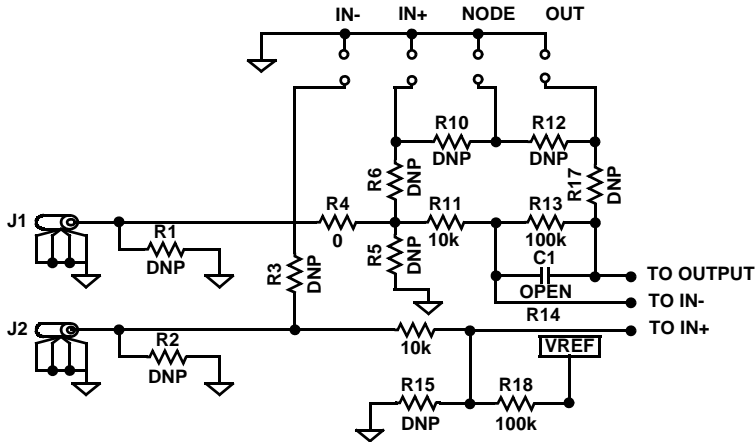 IN- IN+ NODE OUT
R10 R12
DNP DNP
R6 DNP
R17 DNP
J1
R1
DNP
R4
0
R11
10k
R13
100k
R5 DNP
R3 DNP
C1
OPEN
TO OUTPUT
TO IN-
R14
TO IN+
J2
R2
DNP
10k
VREF
R15
DNP
R18
100k